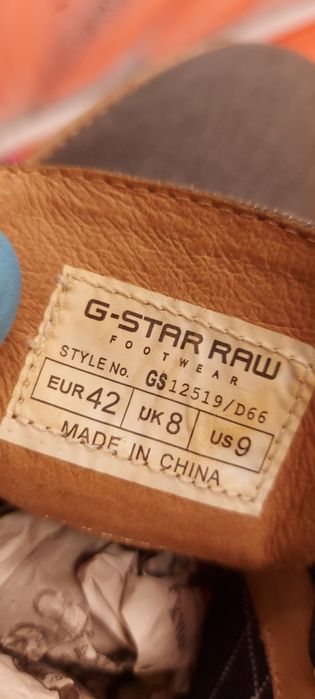 G-STAR RAW
FOOTWEAR
STYLE No. GS12519/D66
EUR 42 UK 8 US 9
MADE IN CHINA